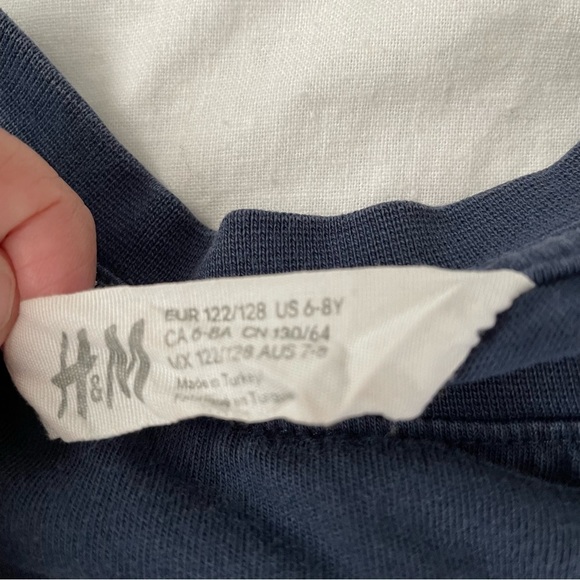 H&M
EUR 122/128 US 6-8Y
CA 6-8A CN 130/64
MX 122/128 AUS 7-8
Made in Turkey
en Turquie